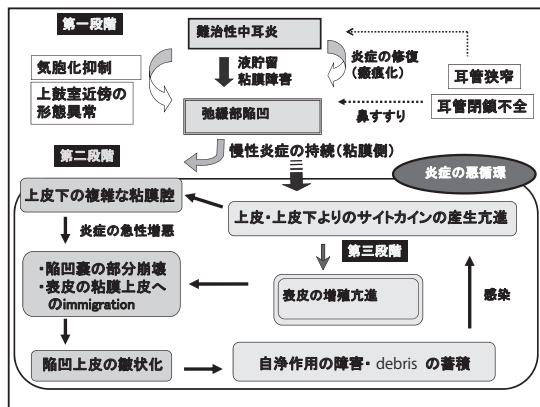 第一段階
難治性中耳炎
気胞化抑制
上鼓室近傍の
形態異常
液貯留
粘膜障害
炎症の修復
(瘢痕化)
耳管狭窄
耳管閉鎖不全
鼻すすり
弛緩部陥凹
第二段階
慢性炎症の持続(粘膜側)
炎症の悪循環
上皮下の複雑な粘膜腔
上皮・上皮下よりのサイトカインの産生亢進
炎症の急性増悪
第三段階
・陥凹嚢の部分崩壊
・表皮の粘膜上皮へ
のimmigration
表皮の増殖亢進
感染
陥凹上皮の皺状化
自浄作用の障害・debris の蓄積